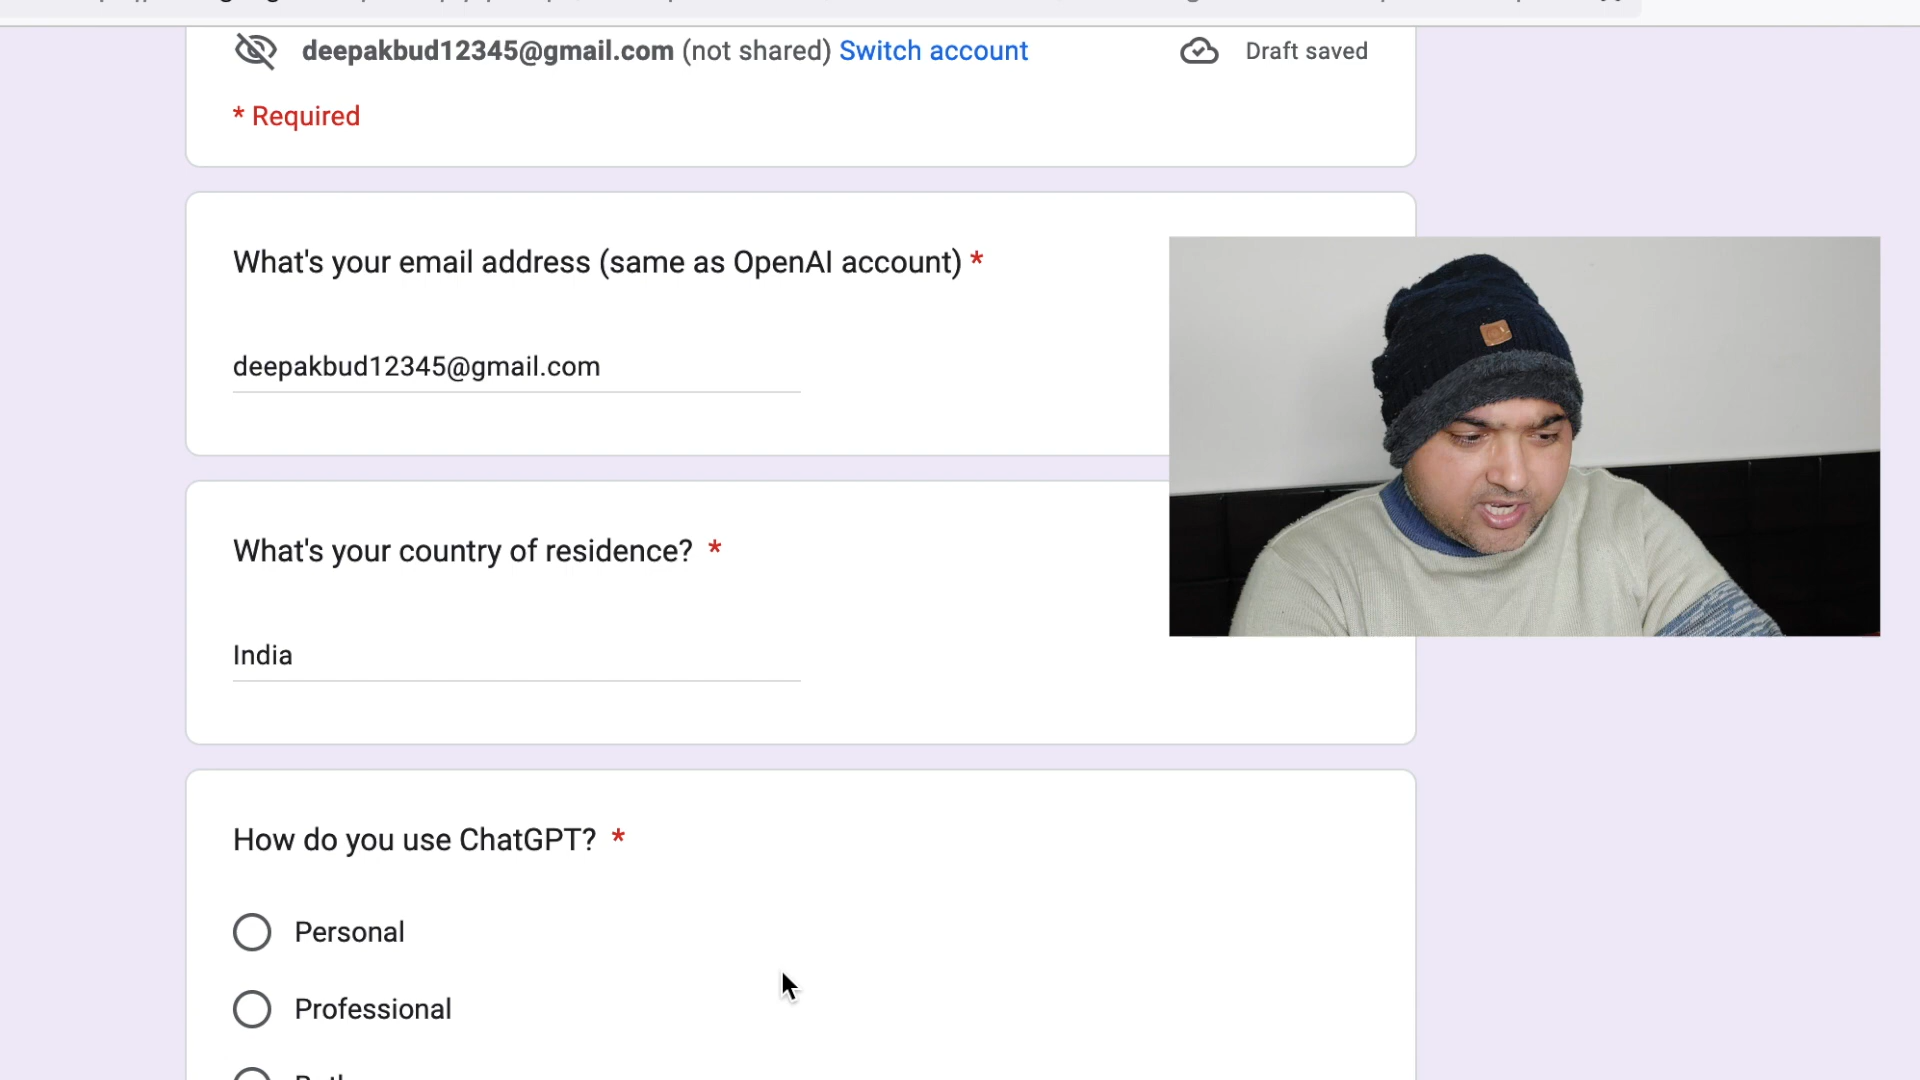 deepakbud12345@gmail.com (not shared) Switch account
Draft saved
* Required
What's your email address (same as OpenAI account) *
deepakbud12345@gmail.com
What's your country of residence? *
India
How do you use ChatGPT? *
Personal
Professional